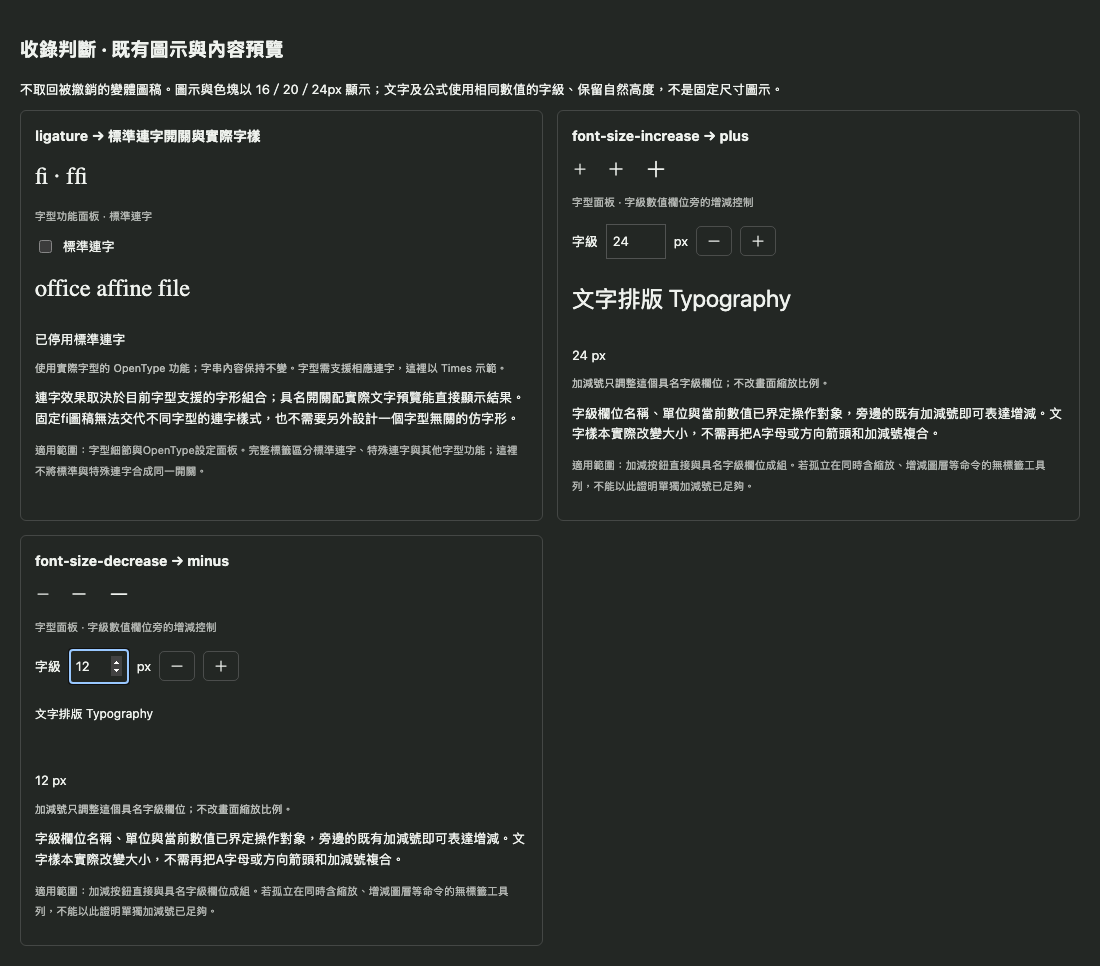 收錄判斷 · 既有圖示與內容預覽
不取回被撤銷的變體圖稿。圖示與色塊以 16 / 20 / 24px 顯示；文字及公式使用相同數值的字級、保留自然高度，不是固定尺寸圖示。
ligature → 標準連字開關與實際字樣
fi · ffi
字型功能面板 · 標準連字
標準連字
office affine file
已停用標準連字
使用實際字型的 OpenType 功能；字串內容保持不變。字型需支援相應連字，這裡以 Times 示範。
連字效果取決於目前字型支援的字形組合；具名開關配實際文字預覽能直接顯示結果。
固定fi圖稿無法交代不同字型的連字樣式，也不需要另外設計一個字型無關的仿字形。
適用範圍：字型細節與OpenType設定面板。完整標籤區分標準連字、特殊連字與其他字型功能；這裡
不將標準與特殊連字合成同一開關。
font-size-increase → plus
+ + +
字型面板 · 字級數值欄位旁的增減控制
字級 24 px − +
文字排版 Typography
24 px
加減號只調整這個具名字級欄位；不改畫面縮放比例。
字級欄位名稱、單位與當前數值已界定操作對象，旁邊的既有加減號即可表達增減。文
字樣本實際改變大小，不需再把A字母或方向箭頭和加減號複合。
適用範圍：加減按鈕直接與具名字級欄位成組。若孤立在同時含縮放、增減圖層等命令的無標籤工具
列，不能以此證明單獨加減號已足夠。
font-size-decrease → minus
− − −
字型面板 · 字級數值欄位旁的增減控制
字級 12 px − +
文字排版 Typography
12 px
加減號只調整這個具名字級欄位；不改畫面縮放比例。
字級欄位名稱、單位與當前數值已界定操作對象，旁邊的既有加減號即可表達增減。文
字樣本實際改變大小，不需再把A字母或方向箭頭和加減號複合。
適用範圍：加減按鈕直接與具名字級欄位成組。若孤立在同時含縮放、增減圖層等命令的無標籤工具
列，不能以此證明單獨加減號已足夠。